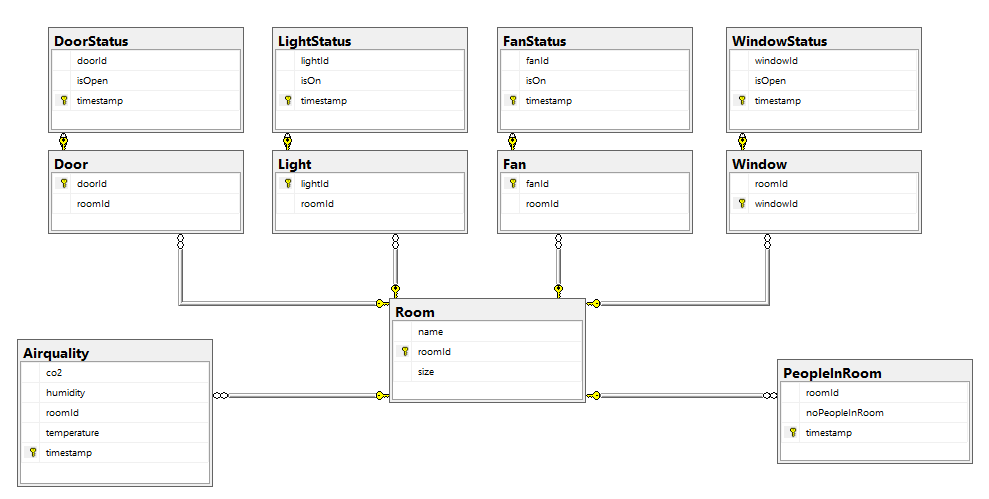 DoorStatus
doorId
isOpen
timestamp
LightStatus
lightId
isOn
timestamp
FanStatus
fanId
isOn
timestamp
WindowStatus
windowId
isOpen
timestamp
Door
doorId
roomId
Light
lightId
roomId
Fan
fanId
roomId
Window
roomId
windowId
Room
name
roomId
size
Airquality
co2
humidity
roomId
temperature
timestamp
PeopleInRoom
roomId
noPeopleInRoom
timestamp